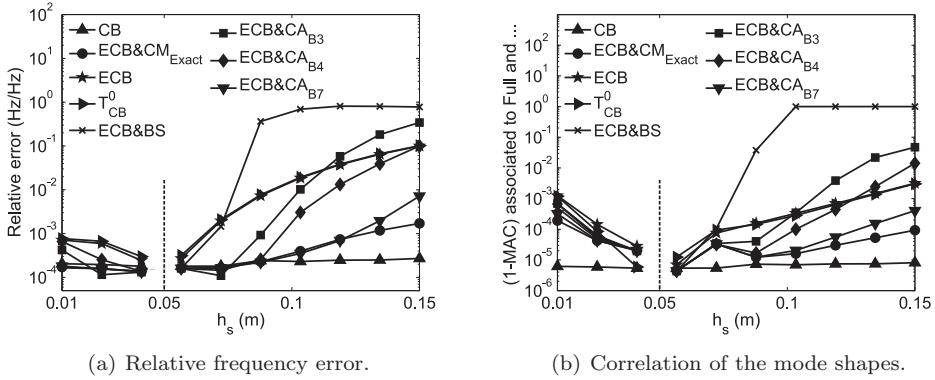 (a)
CB
ECB&CM_Exact
ECB
T^0_CB
ECB&BS
ECB&CA_B3
ECB&CA_B4
ECB&CA_B7
Relative error (Hz/Hz)
10^2
10^1
10^0
10^-1
10^-2
10^-3
10^-4
0.01
0.05
0.1
0.15
h_s (m)
(b)
CB
ECB&CM_Exact
ECB
T^0_CB
ECB&BS
ECB&CA_B3
ECB&CA_B4
ECB&CA_B7
(1-MAC) associated to Full and ...
10^2
10^1
10^0
10^-1
10^-2
10^-3
10^-4
10^-5
10^-6
0.01
0.05
0.1
0.15
h_s (m)
(a) Relative frequency error.
(b) Correlation of the mode shapes.